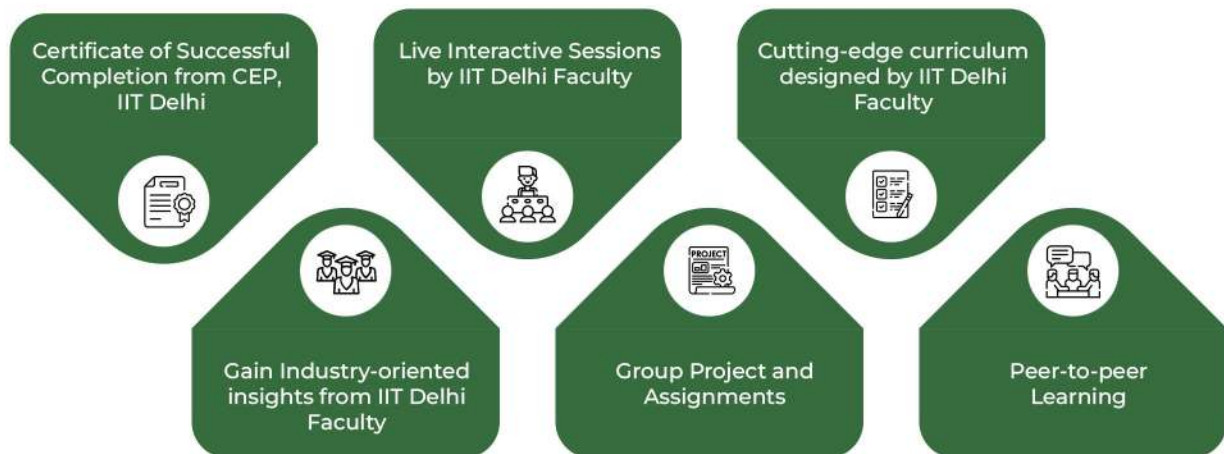 Certificate of Successful
Completion from CEP,
IIT Delhi
Live Interactive Sessions
by IIT Delhi Faculty
Cutting-edge curriculum
designed by IIT Delhi
Faculty
Gain Industry-oriented
insights from IIT Delhi
Faculty
PROJECT
Group Project and
Assignments
Peer-to-peer
Learning